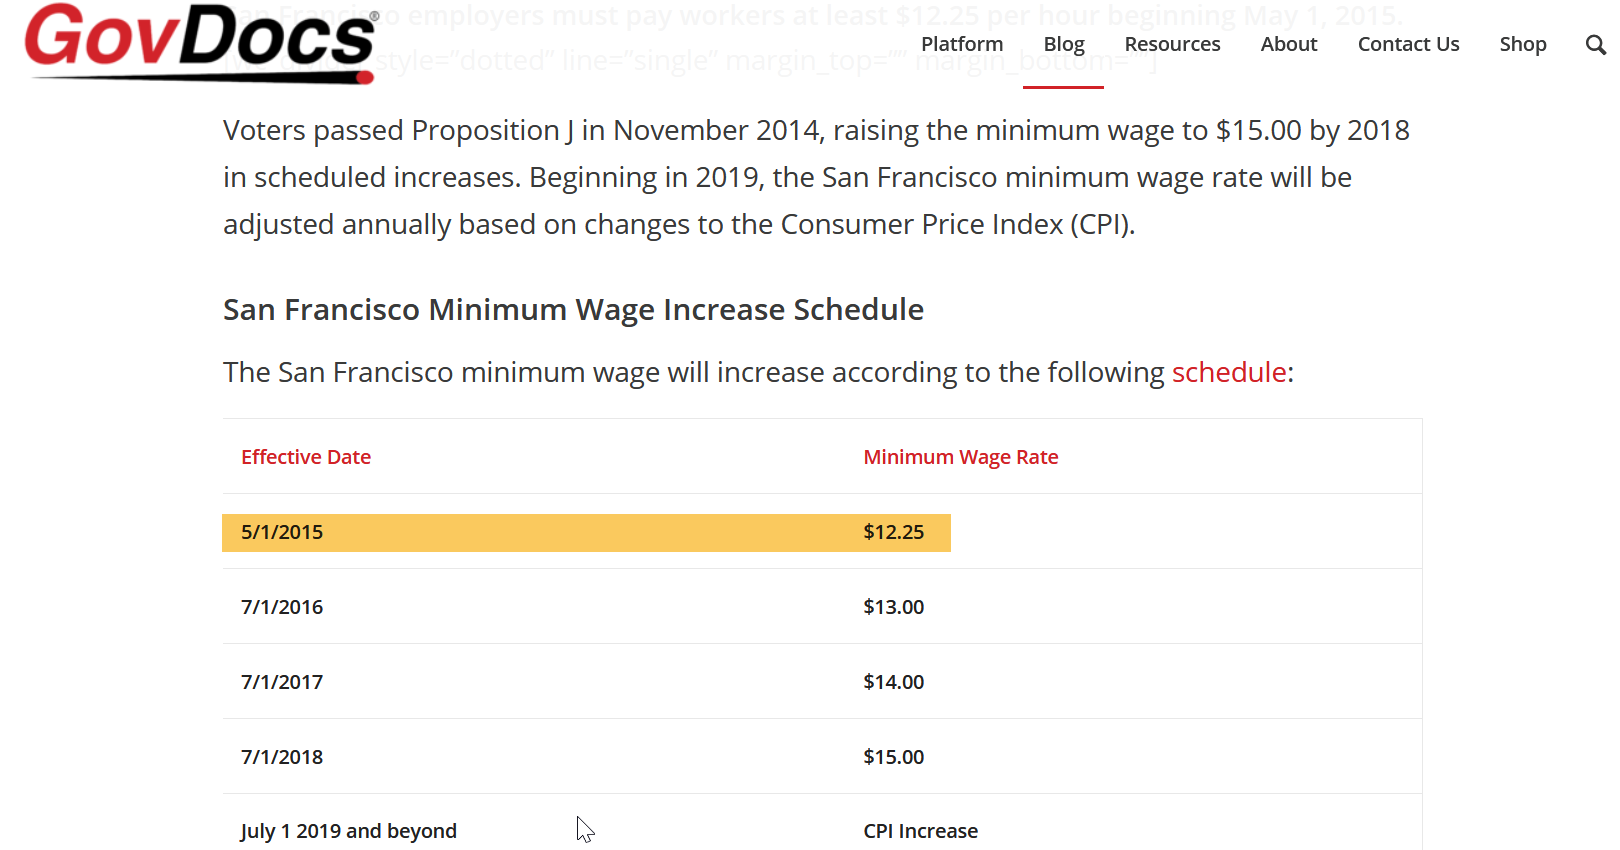 GovDocs®
San Francisco employers must pay workers at least $12.25 per hour beginning May 1, 2015.
Platform Blog Resources About Contact Us Shop
style="dotted" line="single" margin_top="" margin_bottom=""]
Voters passed Proposition J in November 2014, raising the minimum wage to $15.00 by 2018
in scheduled increases. Beginning in 2019, the San Francisco minimum wage rate will be
adjusted annually based on changes to the Consumer Price Index (CPI).
San Francisco Minimum Wage Increase Schedule
The San Francisco minimum wage will increase according to the following schedule:
Effective Date Minimum Wage Rate
5/1/2015 $12.25
7/1/2016 $13.00
7/1/2017 $14.00
7/1/2018 $15.00
July 1 2019 and beyond CPI Increase